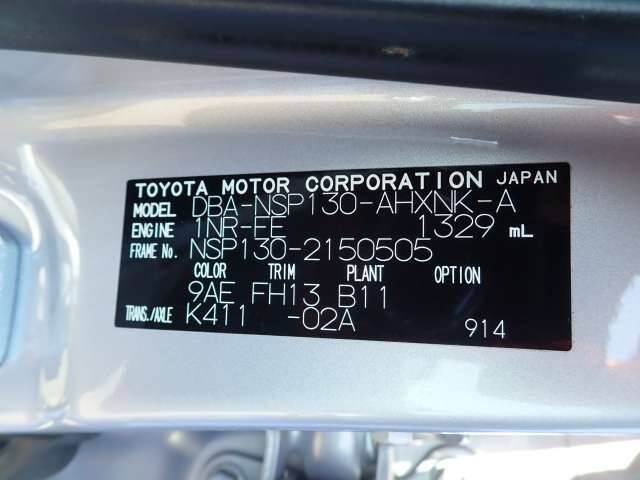 TOYOTA MOTOR CORPORATION JAPAN
MODEL DBA-NSP130-AHXNK-A
ENGINE 1NR-FE 1329 mL
FRAME No. NSP130-2150505
COLOR TRIM PLANT OPTION
9AE FH13 B11
TRANS./AXLE K411 -02A 914